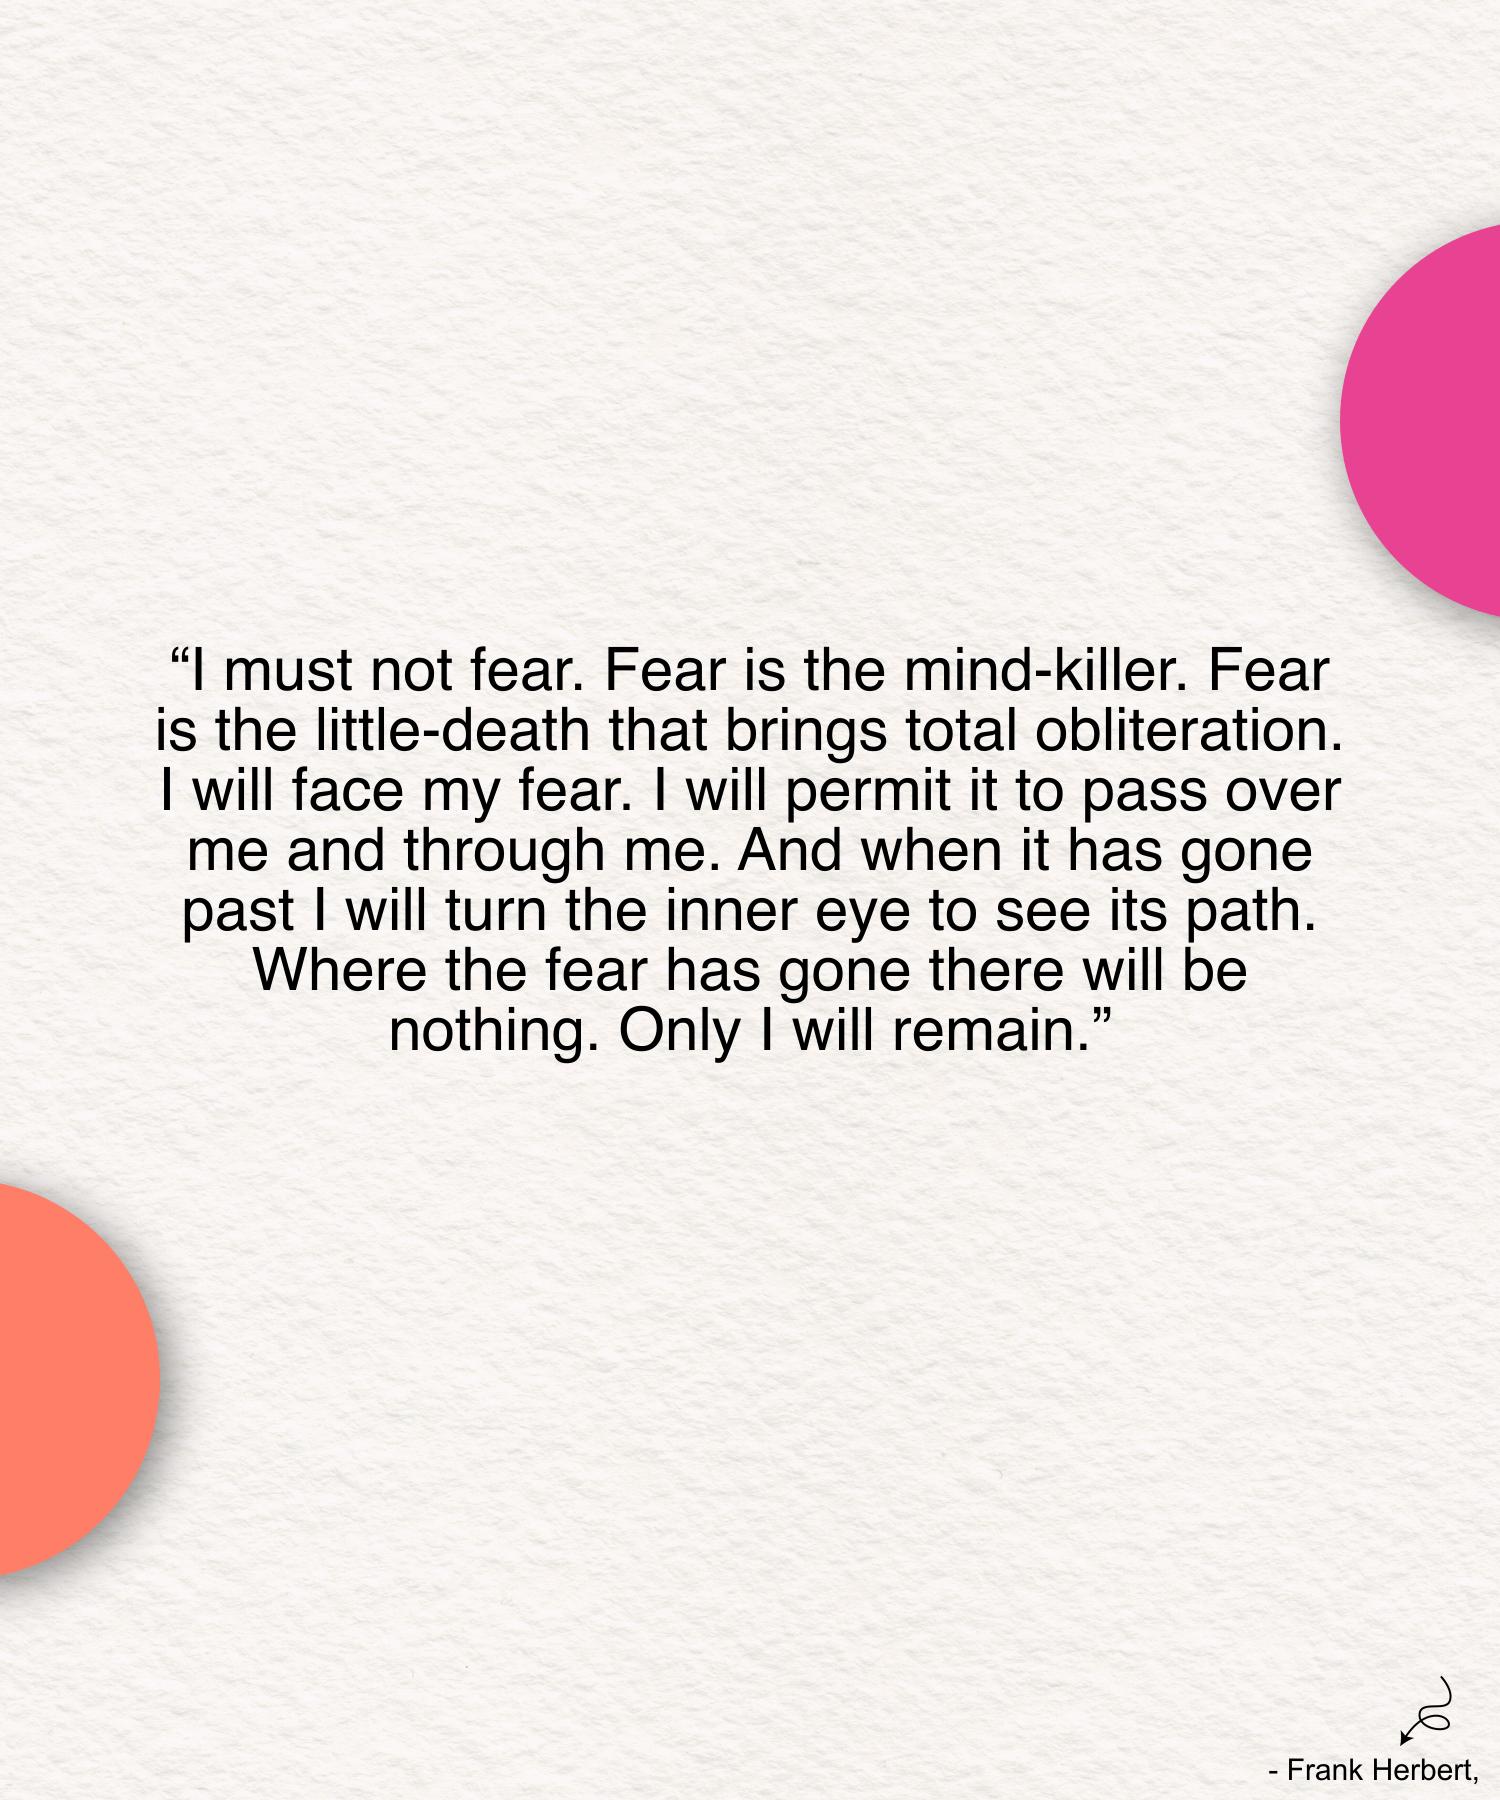 “I must not fear. Fear is the mind-killer. Fear
is the little-death that brings total obliteration.
I will face my fear. I will permit it to pass over
me and through me. And when it has gone
past I will turn the inner eye to see its path.
Where the fear has gone there will be
nothing. Only I will remain.”
- Frank Herbert,